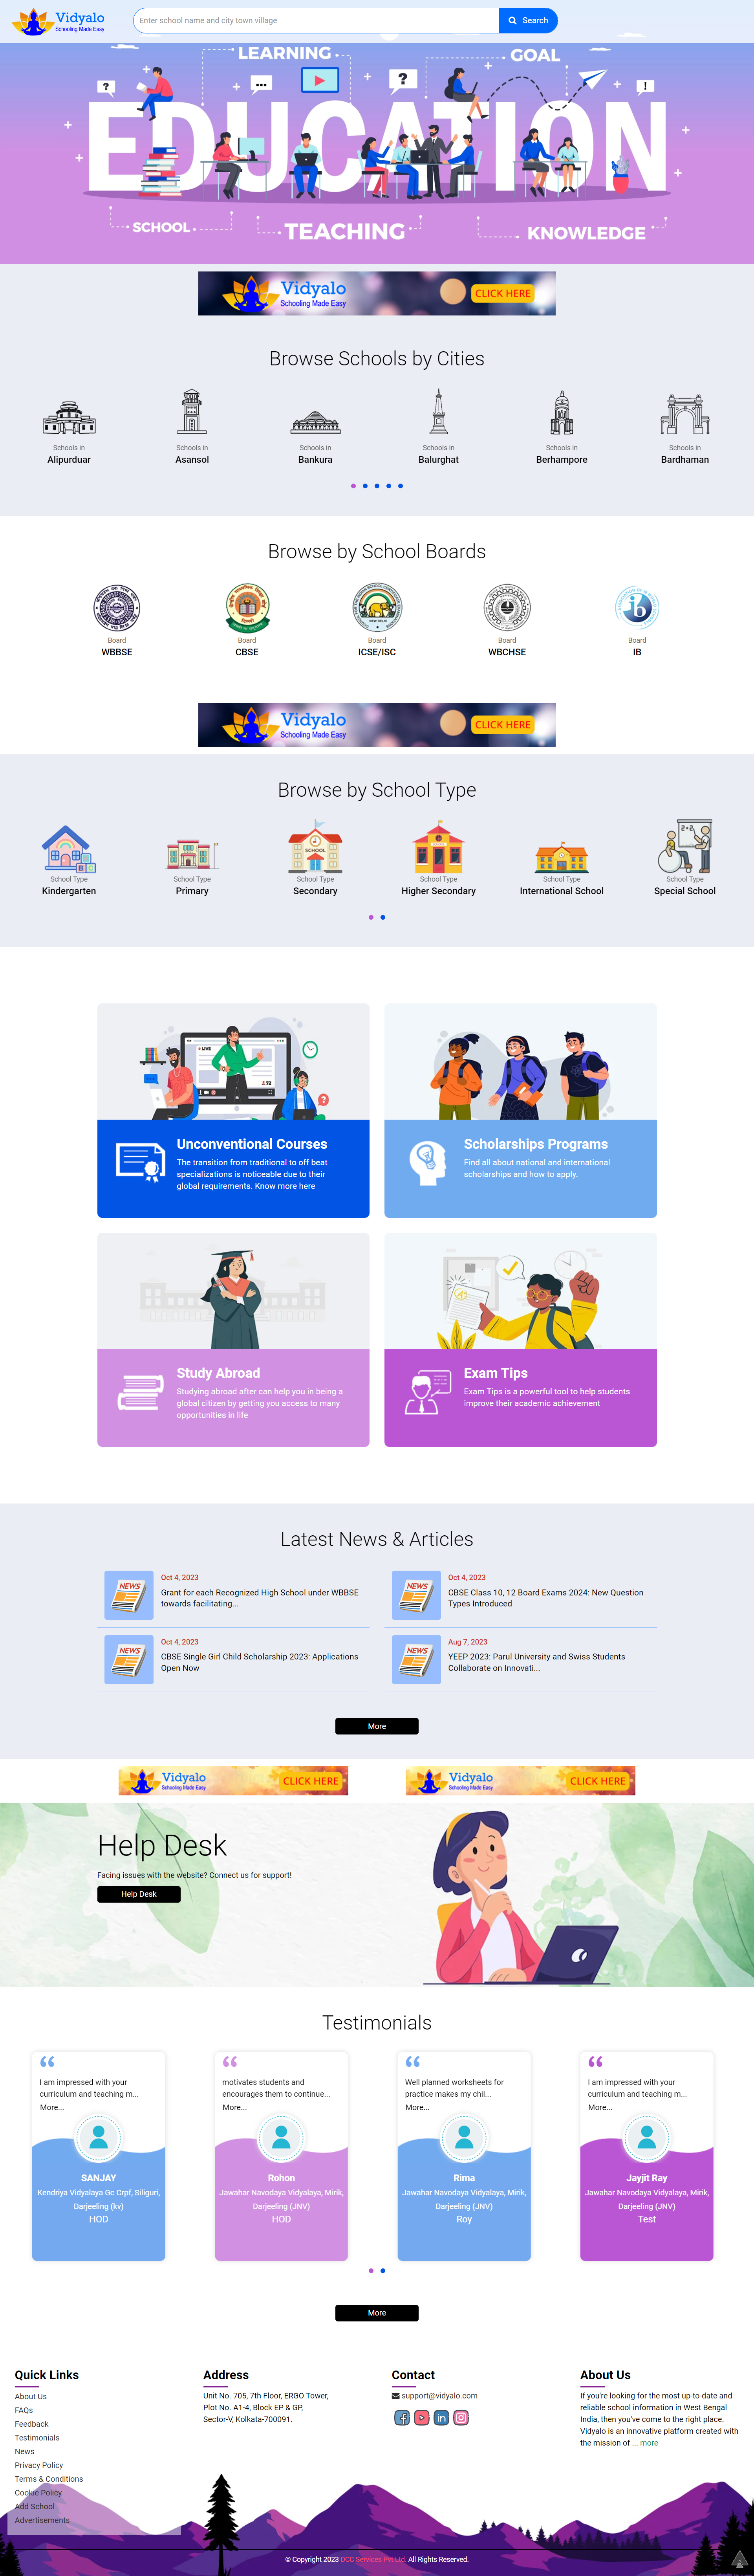 Vidyalo
Schooling Made Easy
Enter school name and city town village
Search
LEARNING
GOAL
?
...
?
!
EDUCATION
SCHOOL
TEACHING
KNOWLEDGE
Vidyalo
Schooling Made Easy
CLICK HERE
Browse Schools by Cities
Schools in
Alipurduar
Schools in
Asansol
Schools in
Bankura
Schools in
Balurghat
Schools in
Berhampore
Schools in
Bardhaman
Browse by School Boards
Board
WBBSE
Board
CBSE
NEW DELHI
Board
ICSE/ISC
Board
WBCHSE
ib
Board
IB
Vidyalo
Schooling Made Easy
CLICK HERE
Browse by School Type
School Type
Kindergarten
School Type
Primary
SCHOOL
School Type
Secondary
School Type
Higher Secondary
School Type
International School
2+2
School Type
Special School
LIVE
Unconventional Courses
The transition from traditional to off beat
specializations is noticeable due to their
global requirements. Know more here
Scholarships Programs
Find all about national and international
scholarships and how to apply.
Study Abroad
Studying abroad after can help you in being a
global citizen by getting you access to many
opportunities in life
Exam Tips
Exam Tips is a powerful tool to help students
improve their academic achievement
Latest News & Articles
NEWS
Oct 4, 2023
Grant for each Recognized High School under WBBSE
towards facilitating...
NEWS
Oct 4, 2023
CBSE Class 10, 12 Board Exams 2024: New Question
Types Introduced
NEWS
Oct 4, 2023
CBSE Single Girl Child Scholarship 2023: Applications
Open Now
NEWS
Aug 7, 2023
YEEP 2023: Parul University and Swiss Students
Collaborate on Innovati...
More
Vidyalo
Schooling Made Easy
CLICK HERE
Vidyalo
Schooling Made Easy
CLICK HERE
Help Desk
Facing issues with the website? Connect us for support!
Help Desk
Testimonials
I am impressed with your
curriculum and teaching m...
More...
SANJAY
Kendriya Vidyalaya Gc Crpf, Siliguri,
Darjeeling (kv)
HOD
motivates students and
encourages them to continue...
More...
Rohon
Jawahar Navodaya Vidyalaya, Mirik,
Darjeeling (JNV)
HOD
Well planned worksheets for
practice makes my chil...
More...
Rima
Jawahar Navodaya Vidyalaya, Mirik,
Darjeeling (JNV)
Roy
I am impressed with your
curriculum and teaching m...
More...
Jayjit Ray
Jawahar Navodaya Vidyalaya, Mirik,
Darjeeling (JNV)
Test
More
Quick Links
About Us
FAQs
Feedback
Testimonials
News
Privacy Policy
Terms & Conditions
Cookie Policy
Add School
Advertisements
Address
Unit No. 705, 7th Floor, ERGO Tower,
Plot No. A1-4, Block EP & GP,
Sector-V, Kolkata-700091.
Contact
support@vidyalo.com
About Us
If you're looking for the most up-to-date and
reliable school information in West Bengal
India, then you've come to the right place.
Vidyalo is an innovative platform created with
the mission of ... more
© Copyright 2023 DCC Services Pvt Ltd. All Rights Reserved.